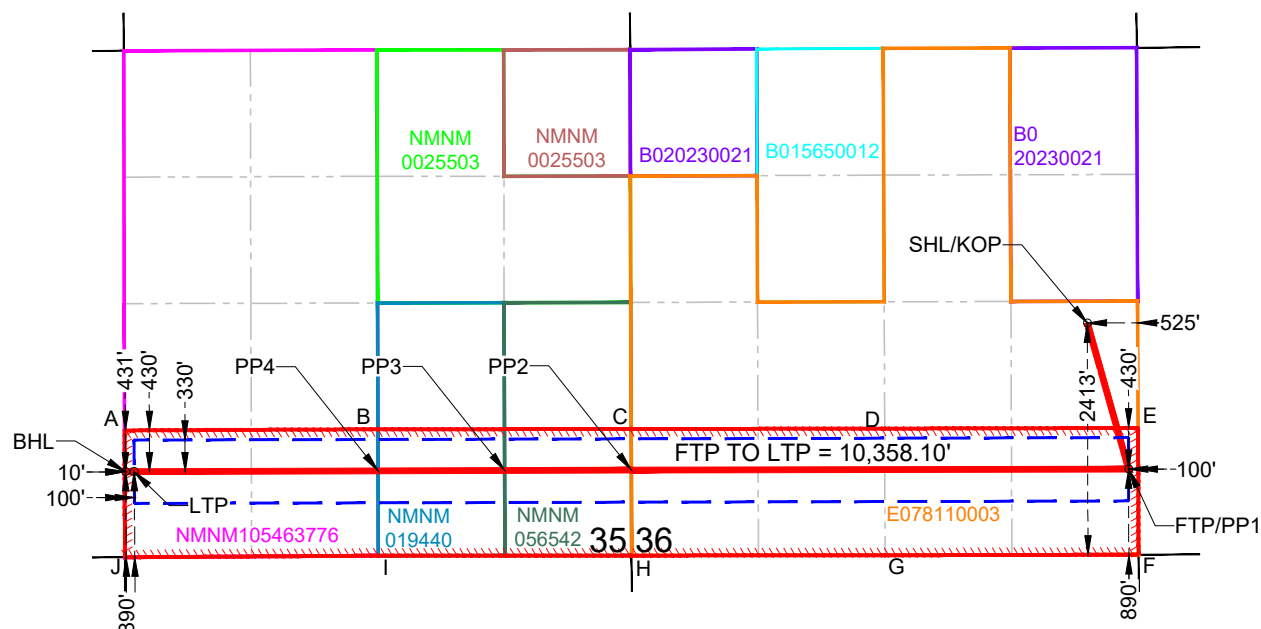 NMNM
0025503
NMNM
0025503
B020230021
B015650012
B0
20230021
SHL/KOP
525'
431'
430'
330'
PP4
PP3
PP2
2413'
430'
A
B
C
D
E
BHL
FTP TO LTP = 10,358.10'
10'
100'
100'
LTP
NMNM105463776
NMNM
019440
NMNM
056542
35
36
E078110003
FTP/PP1
J
I
H
G
F
890'
890'